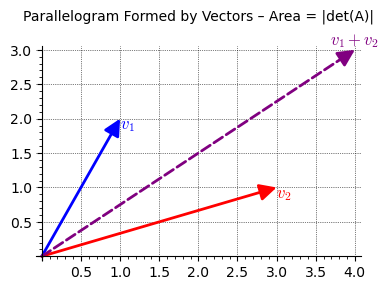 Parallelogram Formed by Vectors – Area = |det(A)|
v₁ + v₂
3.0
2.5
2.0
v₁
1.5
1.0
v₂
0.5
0.5 1.0 1.5 2.0 2.5 3.0 3.5 4.0